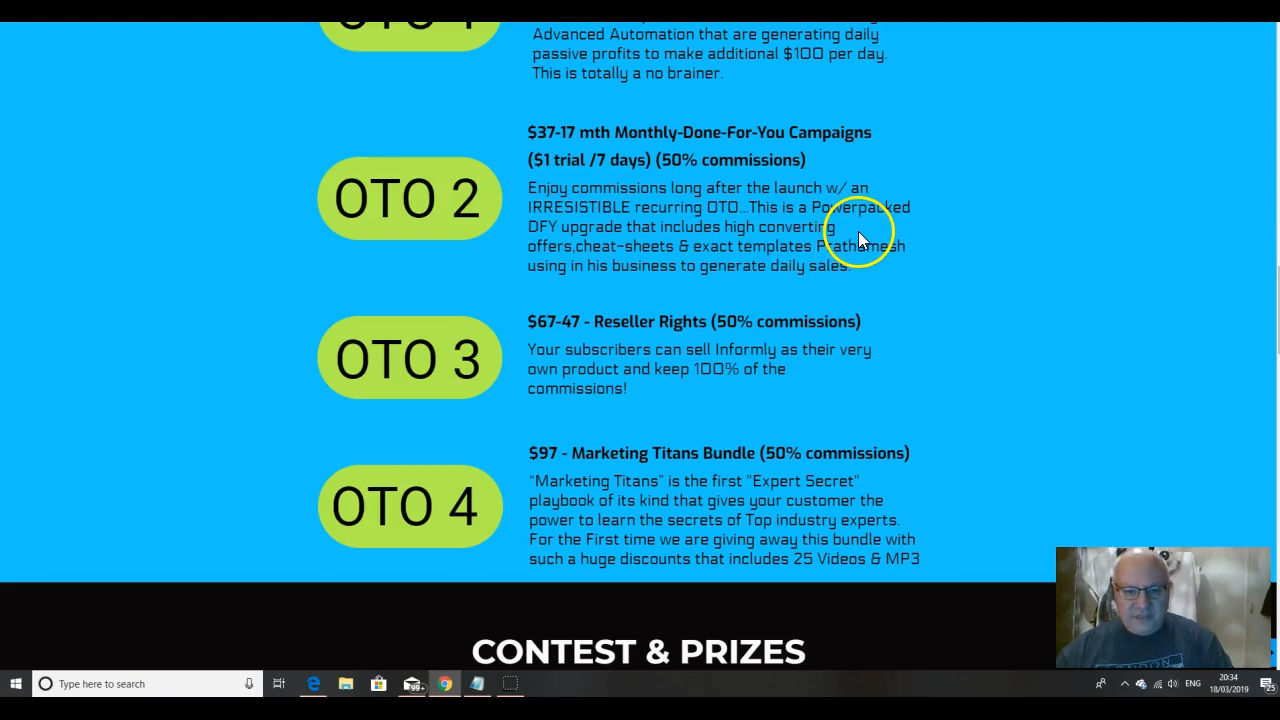 Advanced Automation that are generating daily
passive profits to make additional $100 per day.
This is totally a no brainer.
$37-17 mth Monthly-Done-For-You Campaigns
($1 trial /7 days) (50% commissions)
OTO 2
Enjoy commissions long after the launch w/ an
IRRESISTIBLE recurring OTO...This is a Powerpacked
DFY upgrade that includes high converting
offers,cheat-sheets & exact templates Prathamesh
using in his business to generate daily sales.
$67-47 - Reseller Rights (50% commissions)
OTO 3
Your subscribers can sell Informly as their very
own product and keep 100% of the
commissions!
$97 - Marketing Titans Bundle (50% commissions)
OTO 4
“Marketing Titans” is the first "Expert Secret"
playbook of its kind that gives your customer the
power to learn the secrets of Top industry experts.
For the First time we are giving away this bundle with
such a huge discounts that includes 25 Videos & MP3
CONTEST & PRIZES
Type here to search
99+
ENG
20:34
18/03/2019
25